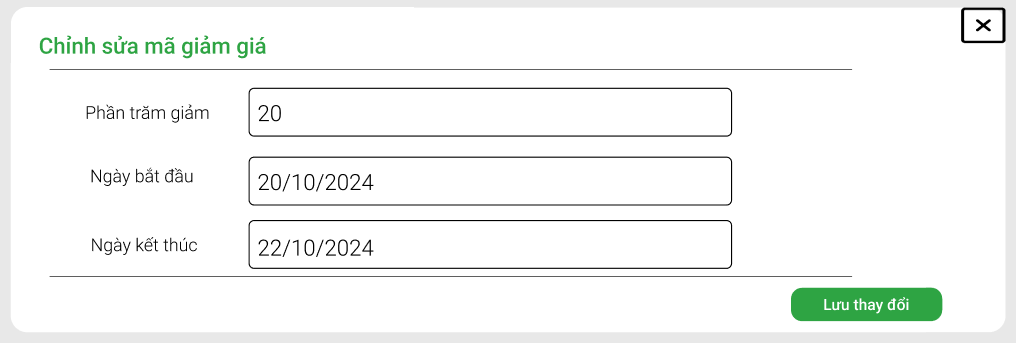 Chỉnh sửa mã giảm giá
Phần trăm giảm
20
Ngày bắt đầu
20/10/2024
Ngày kết thúc
22/10/2024
Lưu thay đổi